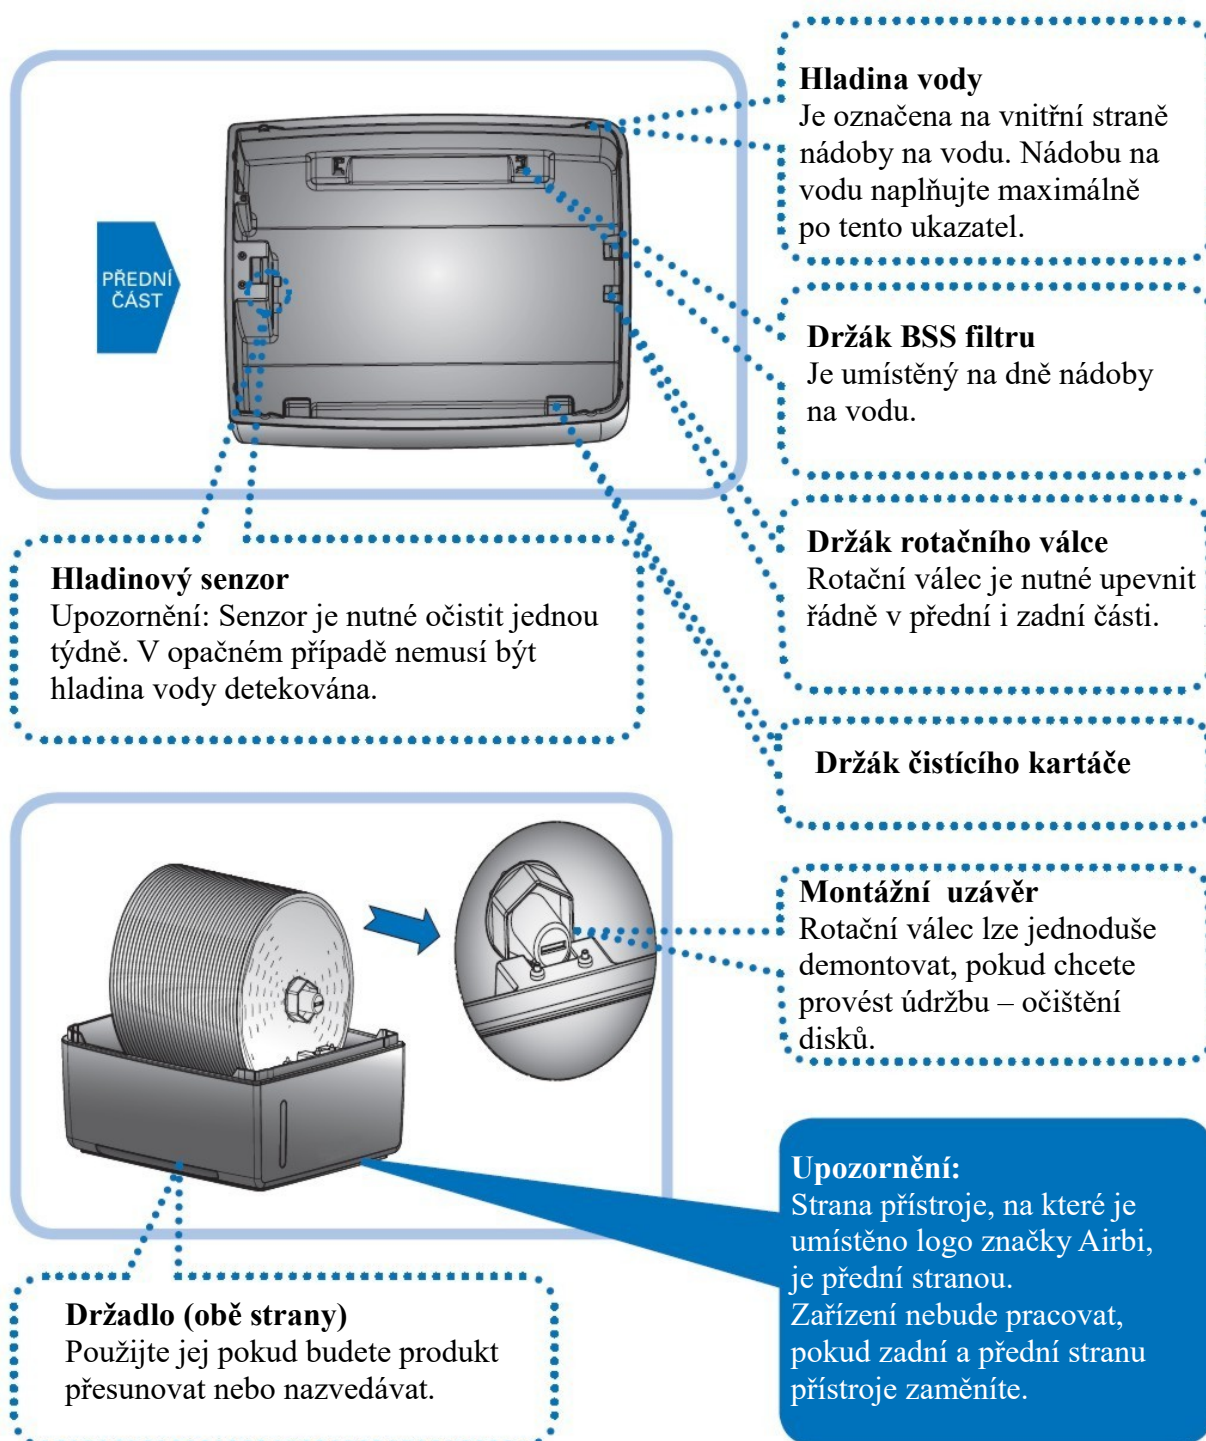 Hladina vody
Je označena na vnitřní straně
nádoby na vodu. Nádobu na
vodu naplňujte maximálně
po tento ukazatel.
PŘEDNÍ
ČÁST
Držák BSS filtru
Je umístěný na dně nádoby
na vodu.
Držák rotačního válce
Rotační válec je nutné upevnit
řádně v přední i zadní části.
Hladinový senzor
Upozornění: Senzor je nutné očistit jednou
týdně. V opačném případě nemusí být
hladina vody detekována.
Držák čistícího kartáče
Montážní uzávěr
Rotační válec lze jednoduše
demontovat, pokud chcete
provést údržbu – očištění
disků.
Upozornění:
Strana přístroje, na které je
umístěno logo značky Airbi,
je přední stranou.
Zařízení nebude pracovat,
pokud zadní a přední stranu
přístroje zaměníte.
Držadlo (obě strany)
Použijte jej pokud budete produkt
přesunovat nebo nazvedávat.